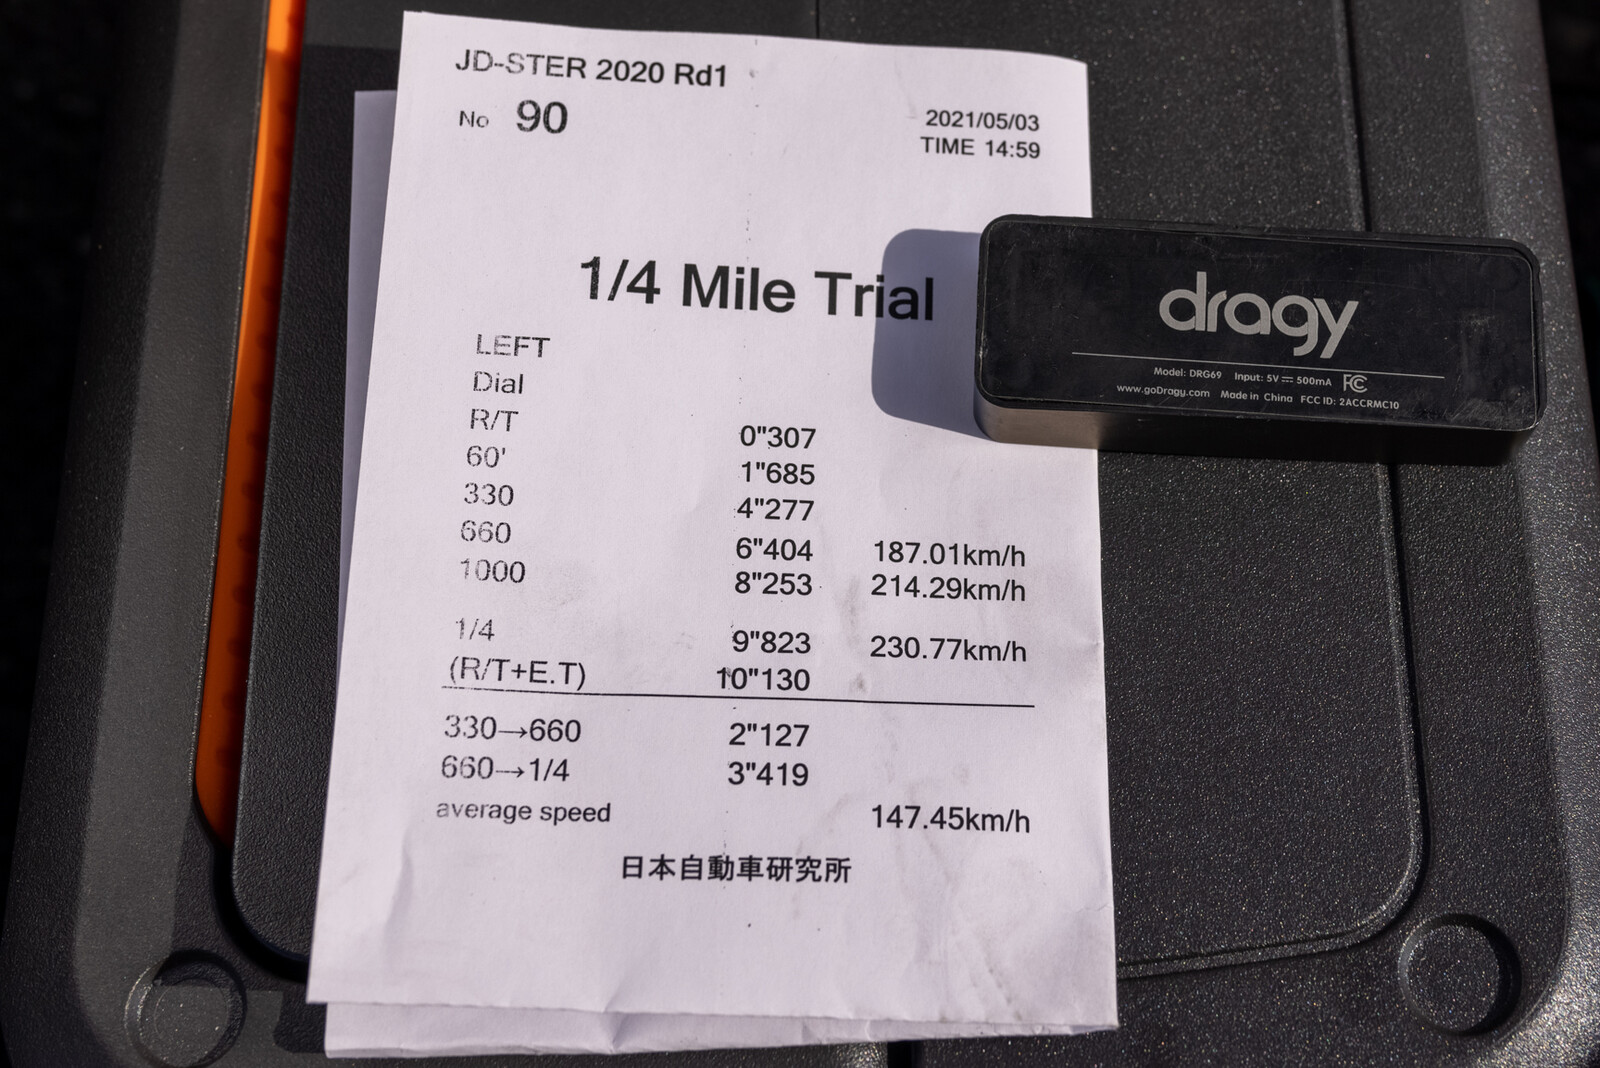 JD-STER 2020 Rd1
No 90
2021/05/03
TIME 14:59
1/4 Mile Trial
LEFT
Dial
R/T 0"307
60' 1"685
330 4"277
660 6"404 187.01km/h
1000 8"253 214.29km/h
1/4 9"823 230.77km/h
(R/T+E.T) 10"130
330→660 2"127
660→1/4 3"419
average speed 147.45km/h
日本自動車研究所
dragy
Model: DRG69 Input: 5V⎓500mA FC
www.goDragy.com Made in China FCC ID: 2ACCRMC10